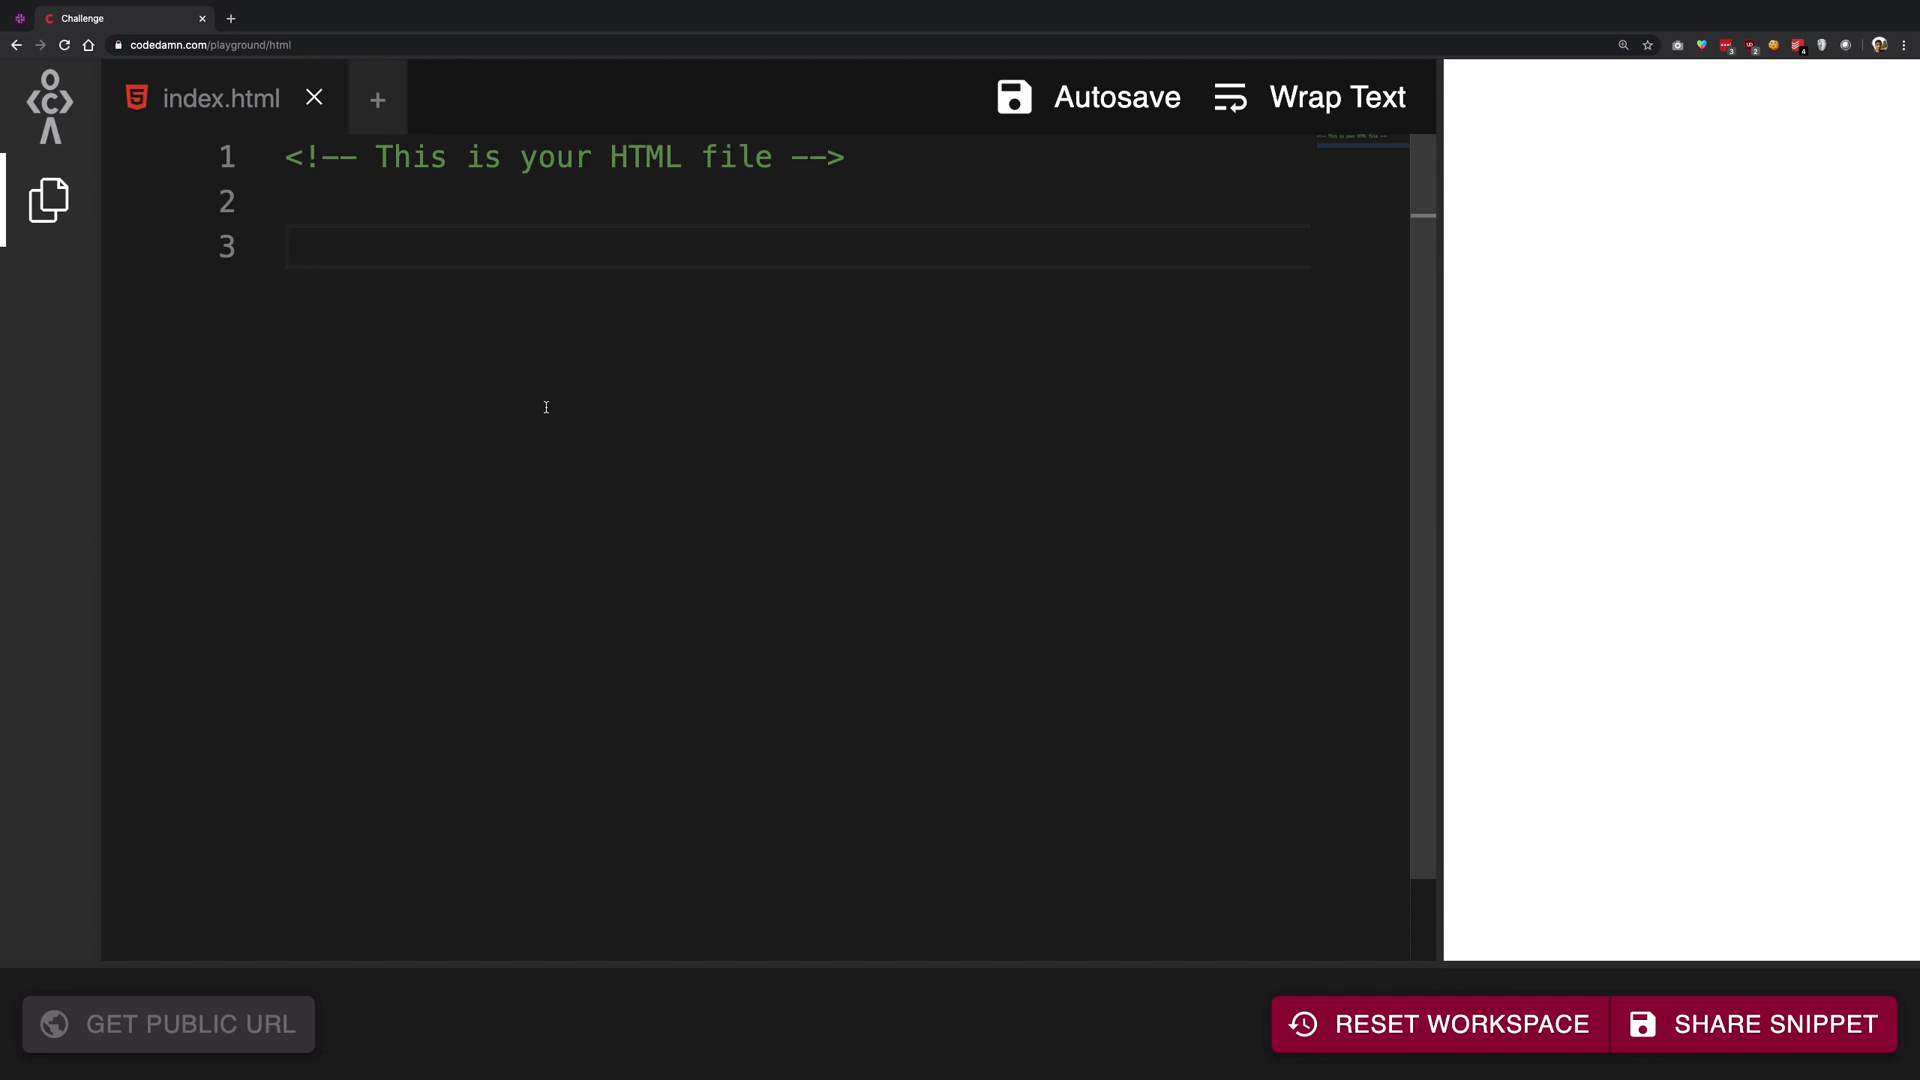 Challenge
codedamn.com/playground/html
index.html
Autosave
Wrap Text
1 <!-- This is your HTML file -->
2
3
GET PUBLIC URL
RESET WORKSPACE
SHARE SNIPPET